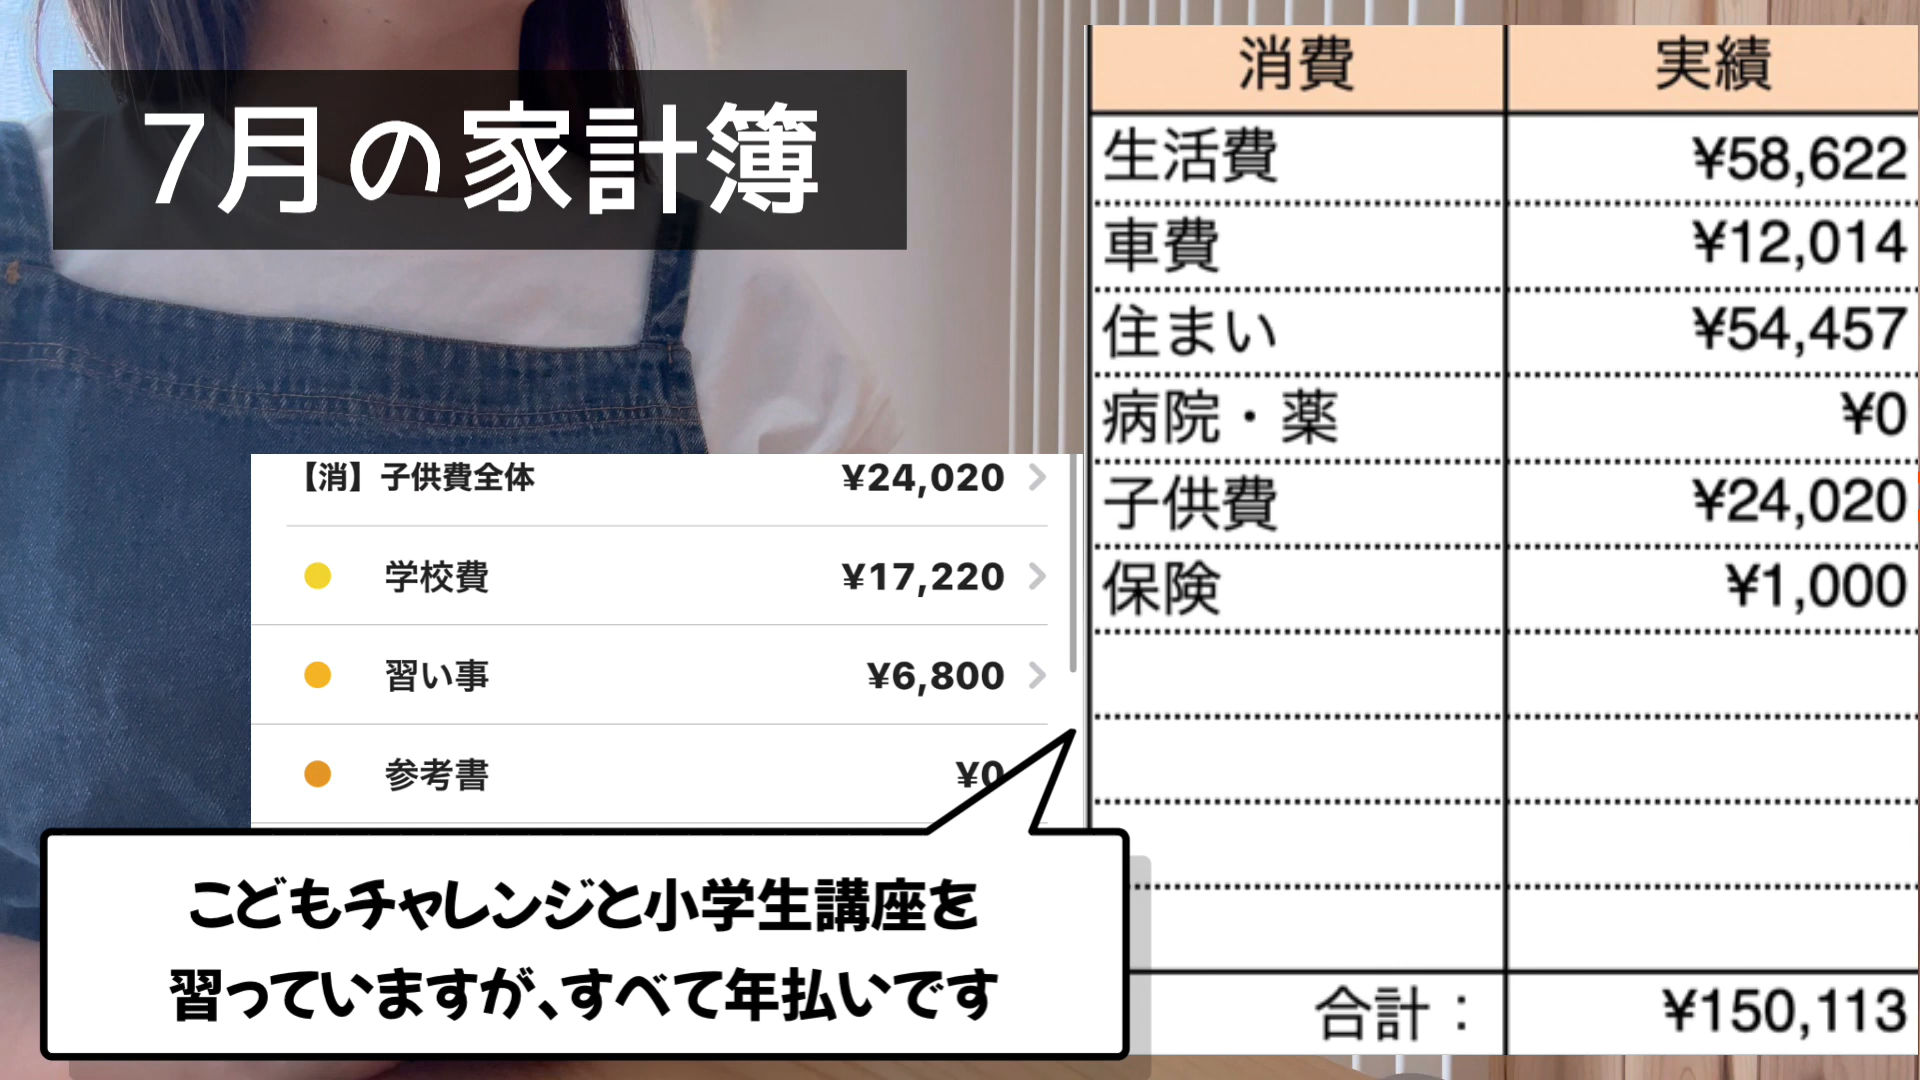 7月の家計簿
消費 実績
生活費 ¥58,622
車費 ¥12,014
住まい ¥54,457
病院・薬 ¥0
子供費 ¥24,020
保険 ¥1,000
合計： ¥150,113
【消】子供費全体 ¥24,020
学校費 ¥17,220
習い事 ¥6,800
参考書 ¥0
こどもチャレンジと小学生講座を
習っていますが、すべて年払いです